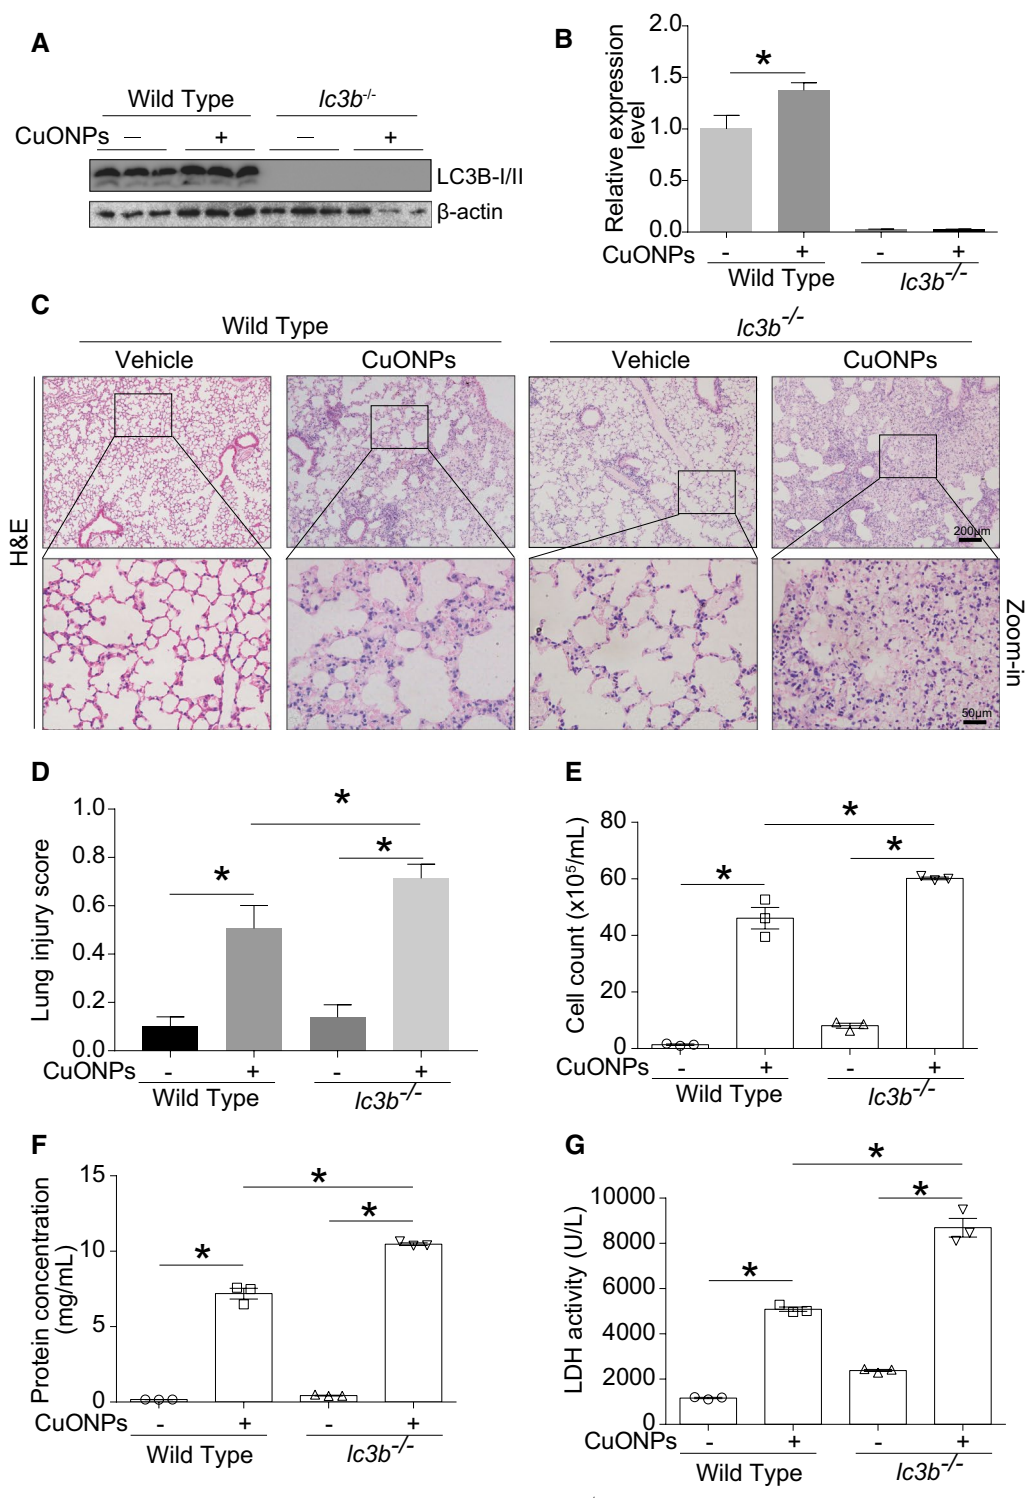 A
Wild Type lc3b-/-
CuONPs — + — +
LC3B-I/II
β-actin
B
Relative expression
level
2.0
1.5
1.0
0.5
0.0
*
CuONPs - + - +
Wild Type lc3b-/-
C
Wild Type lc3b-/-
Vehicle CuONPs Vehicle CuONPs
H&E
200μm
Zoom-in
50μm
D
Lung injury score
1.0
0.8
0.6
0.4
0.2
0.0
* * *
CuONPs - + - +
Wild Type lc3b-/-
E
Cell count (x10⁵/mL)
80
60
40
20
0
* * *
CuONPs - + - +
Wild Type lc3b-/-
F
Protein concentration
(mg/mL)
15
10
5
0
* * *
CuONPs - + - +
Wild Type lc3b-/-
G
LDH activity (U/L)
10000
8000
6000
4000
2000
0
* * *
CuONPs - + - +
Wild Type lc3b-/-